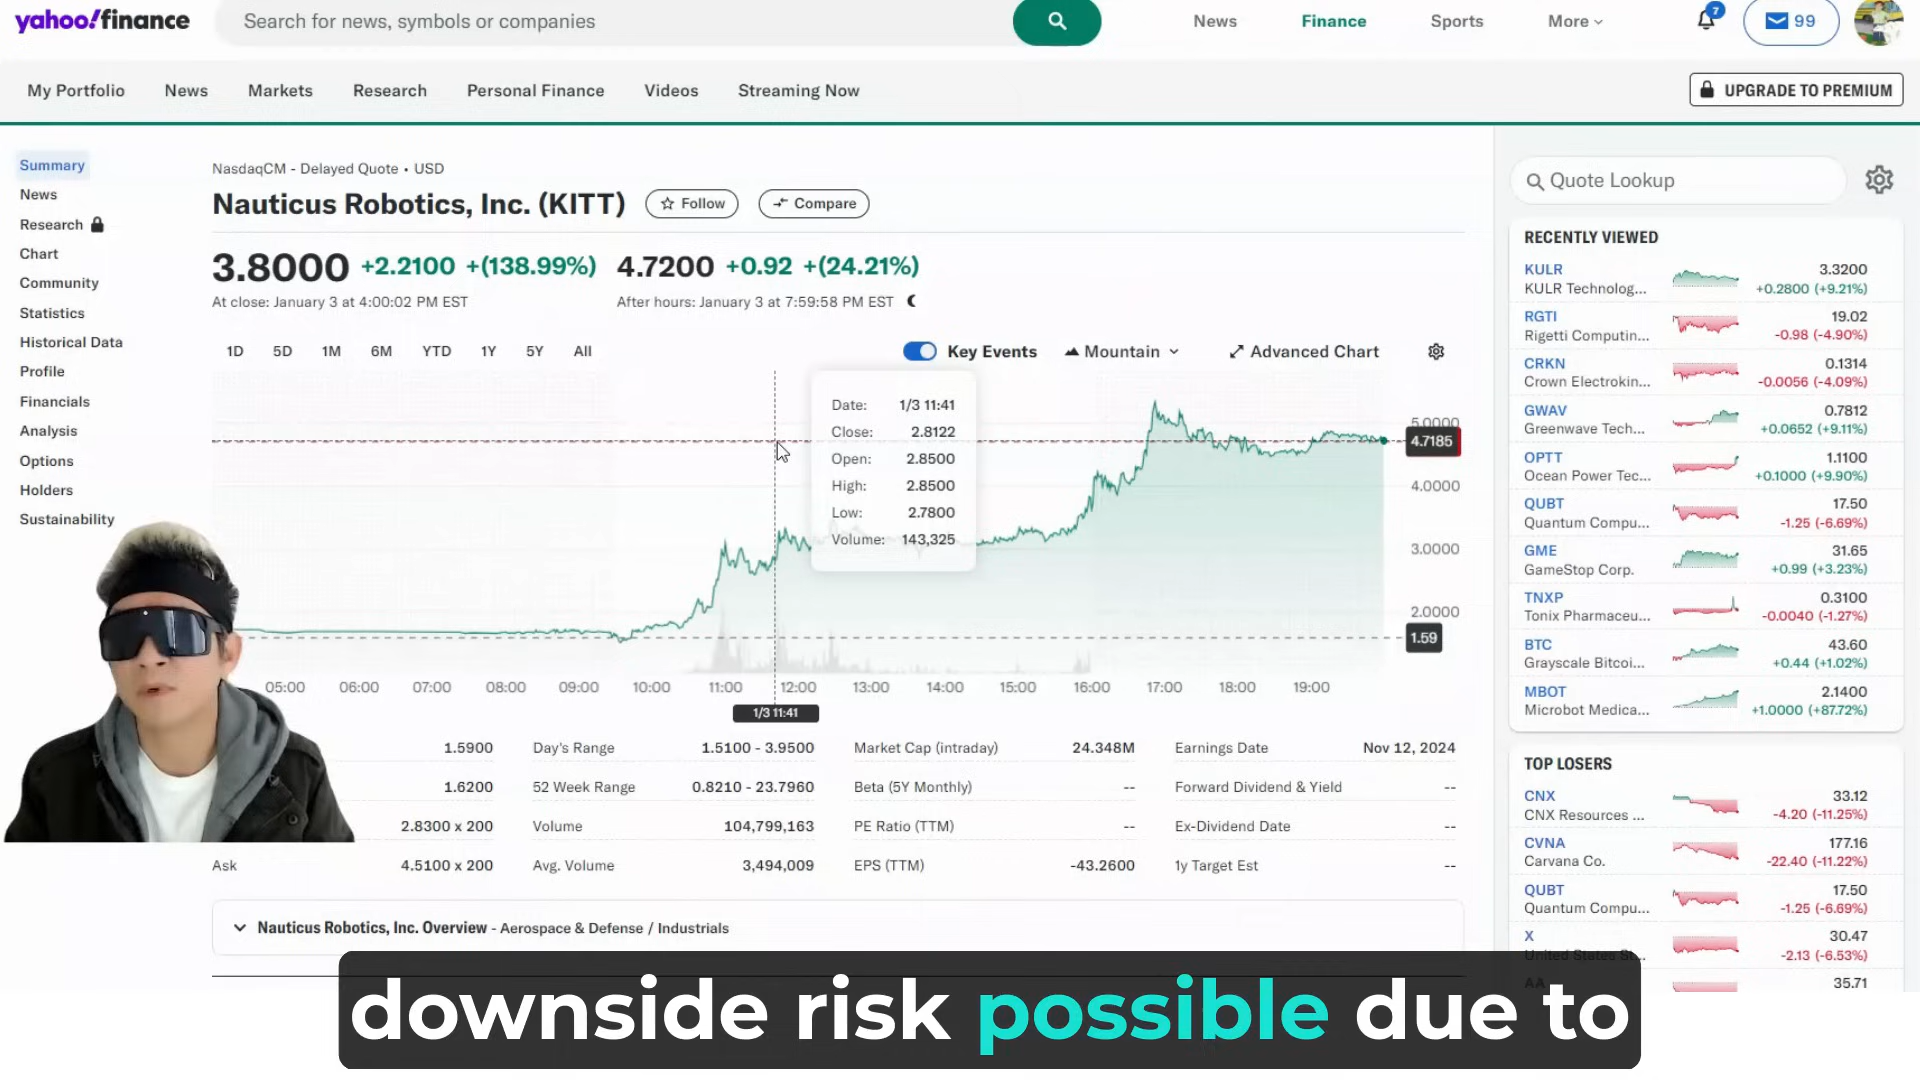 yahoo!finance
Search for news, symbols or companies
News Finance Sports More
7
99
My Portfolio News Markets Research Personal Finance Videos Streaming Now
UPGRADE TO PREMIUM
Summary
News
Research
Chart
Community
Statistics
Historical Data
Profile
Financials
Analysis
Options
Holders
Sustainability
NasdaqCM - Delayed Quote • USD
Nauticus Robotics, Inc. (KITT)
Follow
Compare
3.8000 +2.2100 +(138.99%) 4.7200 +0.92 +(24.21%)
At close: January 3 at 4:00:02 PM EST After hours: January 3 at 7:59:58 PM EST
1D 5D 1M 6M YTD 1Y 5Y All
Key Events Mountain Advanced Chart
Date: 1/3 11:41
Close: 2.8122
Open: 2.8500
High: 2.8500
Low: 2.7800
Volume: 143,325
5.0000
4.7185
4.0000
3.0000
2.0000
1.59
05:00 06:00 07:00 08:00 09:00 10:00 11:00 12:00 13:00 14:00 15:00 16:00 17:00 18:00 19:00
1/3 11:41
1.5900 Day's Range 1.5100 - 3.9500 Market Cap (intraday) 24.348M Earnings Date Nov 12, 2024
1.6200 52 Week Range 0.8210 - 23.7960 Beta (5Y Monthly) -- Forward Dividend & Yield --
2.8300 x 200 Volume 104,799,163 PE Ratio (TTM) -- Ex-Dividend Date --
Ask 4.5100 x 200 Avg. Volume 3,494,009 EPS (TTM) -43.2600 1y Target Est --
Nauticus Robotics, Inc. Overview - Aerospace & Defense / Industrials
Quote Lookup
RECENTLY VIEWED
KULR 3.3200
KULR Technolog... +0.2800 (+9.21%)
RGTI 19.02
Rigetti Computin... -0.98 (-4.90%)
CRKN 0.1314
Crown Electrokin... -0.0056 (-4.09%)
GWAV 0.7812
Greenwave Tech... +0.0652 (+9.11%)
OPTT 1.1100
Ocean Power Tec... +0.1000 (+9.90%)
QUBT 17.50
Quantum Compu... -1.25 (-6.69%)
GME 31.65
GameStop Corp. +0.99 (+3.23%)
TNXP 0.3100
Tonix Pharmaceu... -0.0040 (-1.27%)
BTC 43.60
Grayscale Bitcoi... +0.44 (+1.02%)
MBOT 2.1400
Microbot Medica... +1.0000 (+87.72%)
TOP LOSERS
CNX 33.12
CNX Resources ... -4.20 (-11.25%)
CVNA 177.16
Carvana Co. -22.40 (-11.22%)
QUBT 17.50
Quantum Compu... -1.25 (-6.69%)
X 30.47
United States St... -2.13 (-6.53%)
AA 35.71
downside risk possible due to